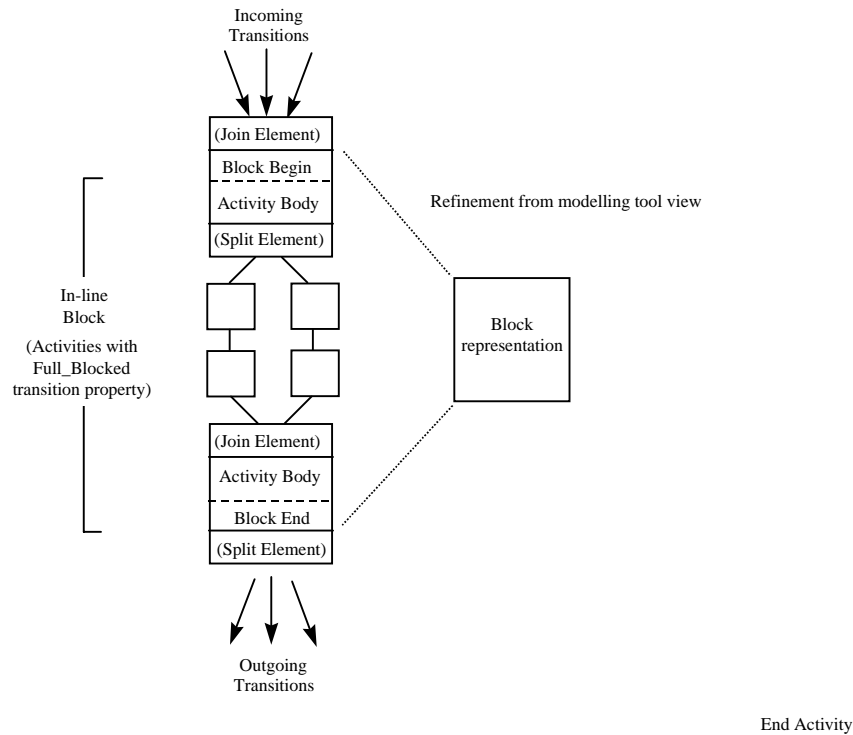 Incoming
Transitions
(Join Element)
Block Begin
Activity Body
(Split Element)
Refinement from modelling tool view
In-line
Block
(Activities with
Full_Blocked
transition property)
Block
representation
(Join Element)
Activity Body
Block End
(Split Element)
Outgoing
Transitions
End Activity